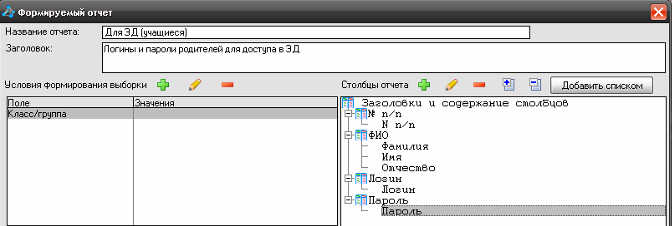 Формируемый отчет
Название отчета: Для ЭД (учащиеся)
Заголовок: Логины и пароли родителей для доступа в ЭД
Условия формирования выборки
Столбцы отчета Добавить списком
Поле Значения
Класс/группа
Заголовки и содержание столбцов
№ п/п
N п/п
ФИО
Фамилия
Имя
Отчество
Логин
Логин
Пароль
Пароль